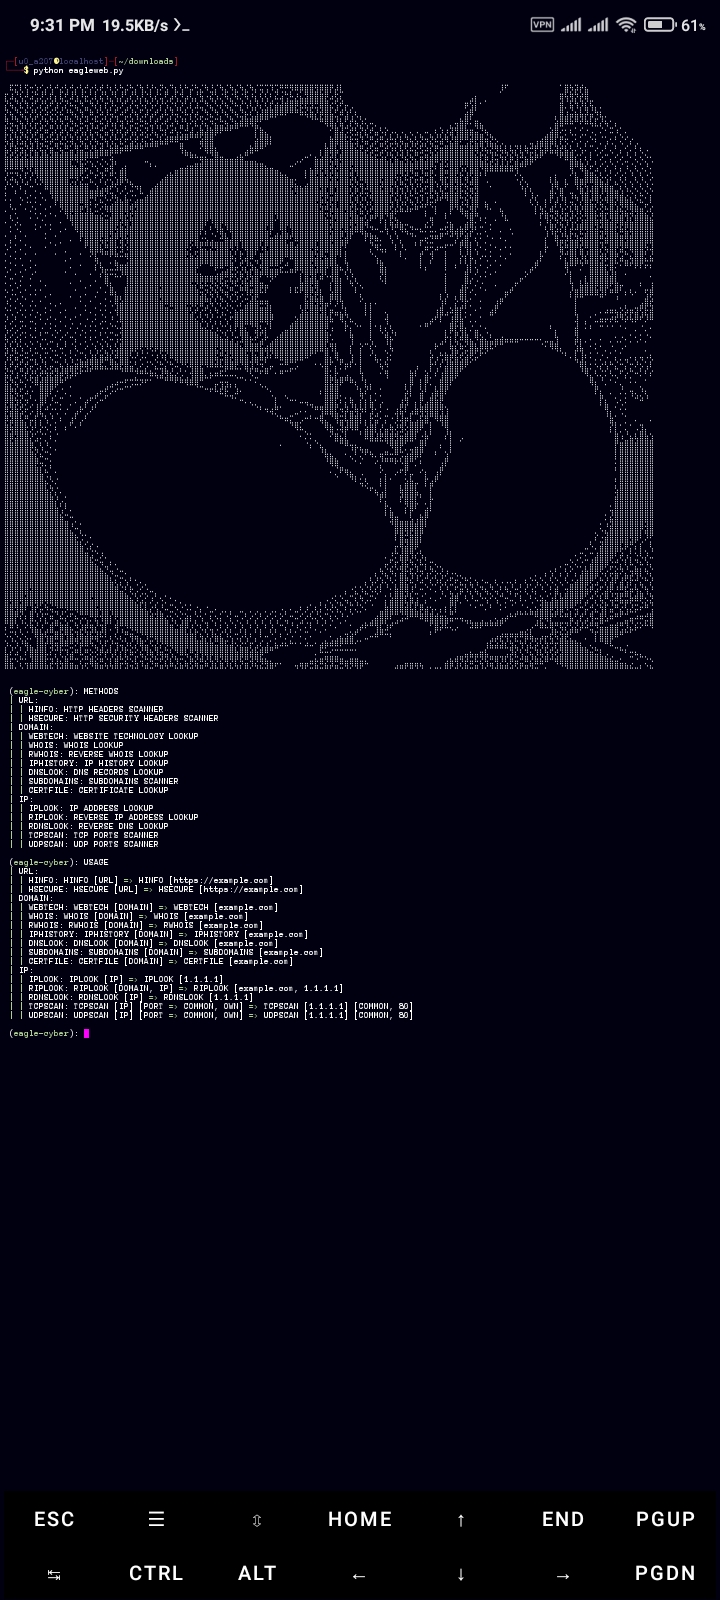 9:31 PM 19.5KB/s >_ VPN 61%
[u0_a207@localhost]-[~/downloads]
$ python eagleweb.py
(eagle-cyber): METHODS
| URL:
| | HINFO: HTTP HEADERS SCANNER
| | HSECURE: HTTP SECURITY HEADERS SCANNER
| DOMAIN:
| | WEBTECH: WEBSITE TECHNOLOGY LOOKUP
| | WHOIS: WHOIS LOOKUP
| | RWHOIS: REVERSE WHOIS LOOKUP
| | IPHISTORY: IP HISTORY LOOKUP
| | DNSLOOK: DNS RECORDS LOOKUP
| | SUBDOMAINS: SUBDOMAINS SCANNER
| | CERTFILE: CERTIFICATE LOOKUP
| IP:
| | IPLOOK: IP ADDRESS LOOKUP
| | RIPLOOK: REVERSE IP ADDRESS LOOKUP
| | RDNSLOOK: REVERSE DNS LOOKUP
| | TCPSCAN: TCP PORTS SCANNER
| | UDPSCAN: UDP PORTS SCANNER
(eagle-cyber): USAGE
| URL:
| | HINFO: HINFO [URL] => HINFO [https://example.com]
| | HSECURE: HSECURE [URL] => HSECURE [https://example.com]
| DOMAIN:
| | WEBTECH: WEBTECH [DOMAIN] => WEBTECH [example.com]
| | WHOIS: WHOIS [DOMAIN] => WHOIS [example.com]
| | RWHOIS: RWHOIS [DOMAIN] => RWHOIS [example.com]
| | IPHISTORY: IPHISTORY [DOMAIN] => IPHISTORY [example.com]
| | DNSLOOK: DNSLOOK [DOMAIN] => DNSLOOK [example.com]
| | SUBDOMAINS: SUBDOMAINS [DOMAIN] => SUBDOMAINS [example.com]
| | CERTFILE: CERTFILE [DOMAIN] => CERTFILE [example.com]
| IP:
| | IPLOOK: IPLOOK [IP] => IPLOOK [1.1.1.1]
| | RIPLOOK: RIPLOOK [DOMAIN, IP] => RIPLOOK [example.com, 1.1.1.1]
| | RDNSLOOK: RDNSLOOK [IP] => RDNSLOOK [1.1.1.1]
| | TCPSCAN: TCPSCAN [IP] [PORT => COMMON, OWN] => TCPSCAN [1.1.1.1] [COMMON, 80]
| | UDPSCAN: UDPSCAN [IP] [PORT => COMMON, OWN] => UDPSCAN [1.1.1.1] [COMMON, 80]
(eagle-cyber):
ESC ☰ ⇳ HOME ↑ END PGUP
↹ CTRL ALT ← ↓ → PGDN